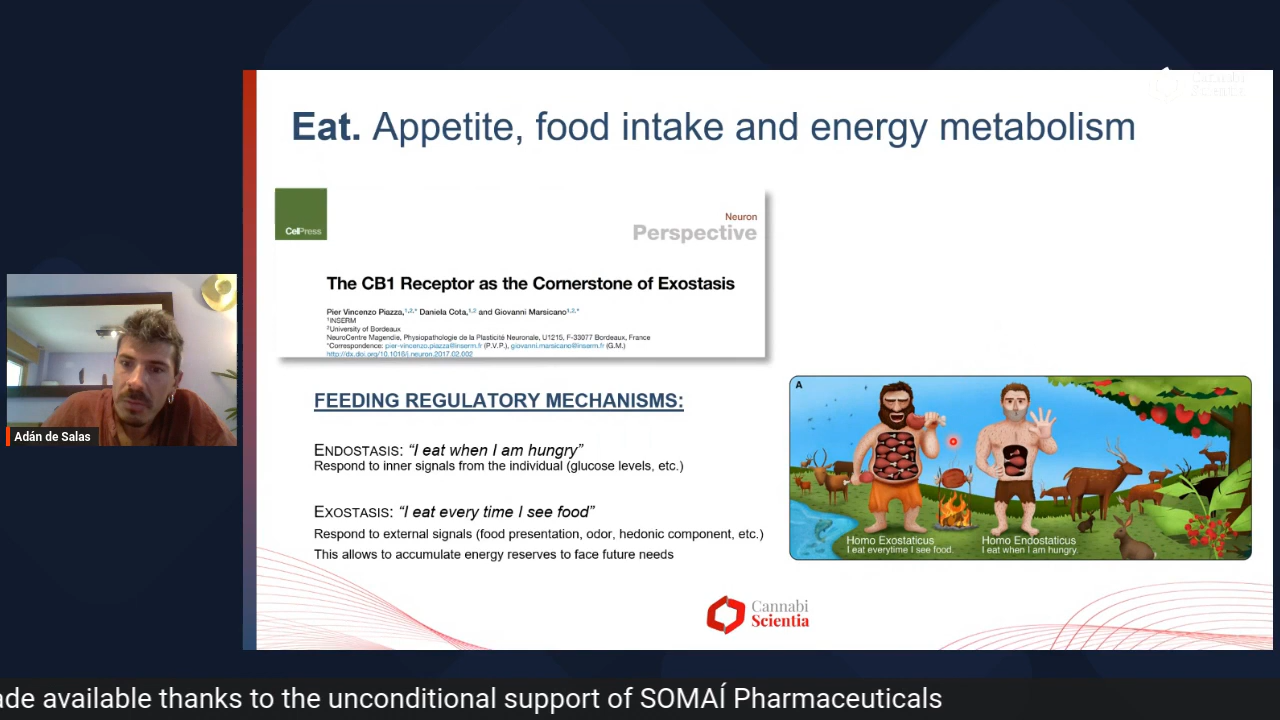 Cannabi
Scientia
Eat. Appetite, food intake and energy metabolism
CellPress
Neuron
Perspective
The CB1 Receptor as the Cornerstone of Exostasis
Pier Vincenzo Piazza,1,2,* Daniela Cota,1,2 and Giovanni Marsicano1,2,*
1INSERM
2University of Bordeaux
NeuroCentre Magendie, Physiopathologie de la Plasticité Neuronale, U1215, F-33077 Bordeaux, France
*Correspondence: pier-vincenzo.piazza@inserm.fr (P.V.P.), giovanni.marsicano@inserm.fr (G.M.)
http://dx.doi.org/10.1016/j.neuron.2017.02.002
FEEDING REGULATORY MECHANISMS:
ENDOSTASIS: “I eat when I am hungry”
Respond to inner signals from the individual (glucose levels, etc.)
EXOSTASIS: “I eat every time I see food”
Respond to external signals (food presentation, odor, hedonic component, etc.)
This allows to accumulate energy reserves to face future needs
A
Homo Exostaticus
I eat everytime I see food.
Homo Endostaticus
I eat when I am hungry.
Cannabi
Scientia
Adán de Salas
ade available thanks to the unconditional support of SOMAÍ Pharmaceuticals